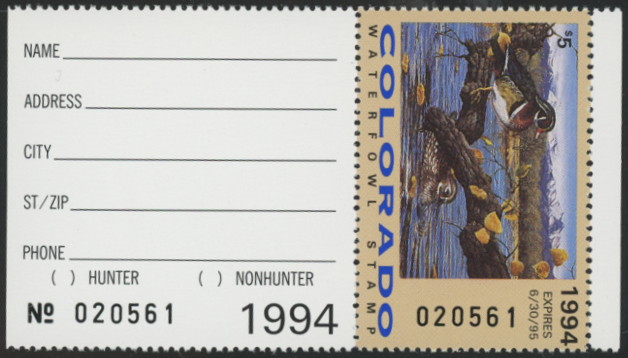 NAME
ADDRESS
CITY
ST/ZIP
PHONE
( ) HUNTER ( ) NONHUNTER
Nº 020561 1994
COLORADO
WATERFOWL STAMP
$5
020561
1994
EXPIRES
6/30/95